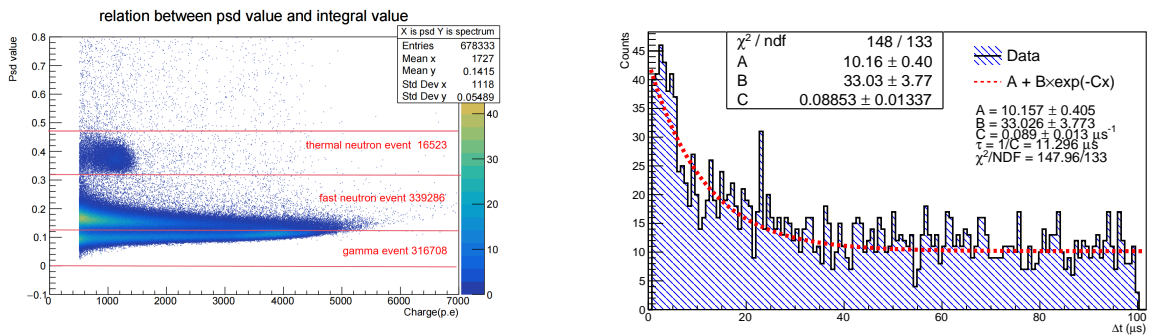 relation between psd value and integral value
X is psd Y is spectrum
Entries 678333
Mean x 1727
Mean y 0.1415
Std Dev x 1118
Std Dev y 0.05489
Psd value
0.8
0.7
0.6
0.5
0.4
0.3
0.2
0.1
0
−0.1
thermal neutron event 16523
fast neutron event 339286
gamma event 316708
40
30
20
10
0
0 1000 2000 3000 4000 5000 6000 7000
Charge(p.e)
Counts
45
40
35
30
25
20
15
10
5
0
χ² / ndf 148 / 133
A 10.16 ± 0.40
B 33.03 ± 3.77
C 0.08853 ± 0.01337
Data
A + B×exp(-Cx)
A = 10.157 ± 0.405
B = 33.026 ± 3.773
C = 0.089 ± 0.013 μs⁻¹
τ = 1/C = 11.296 μs
χ²/NDF = 147.96/133
0 20 40 60 80 100
Δt (μs)